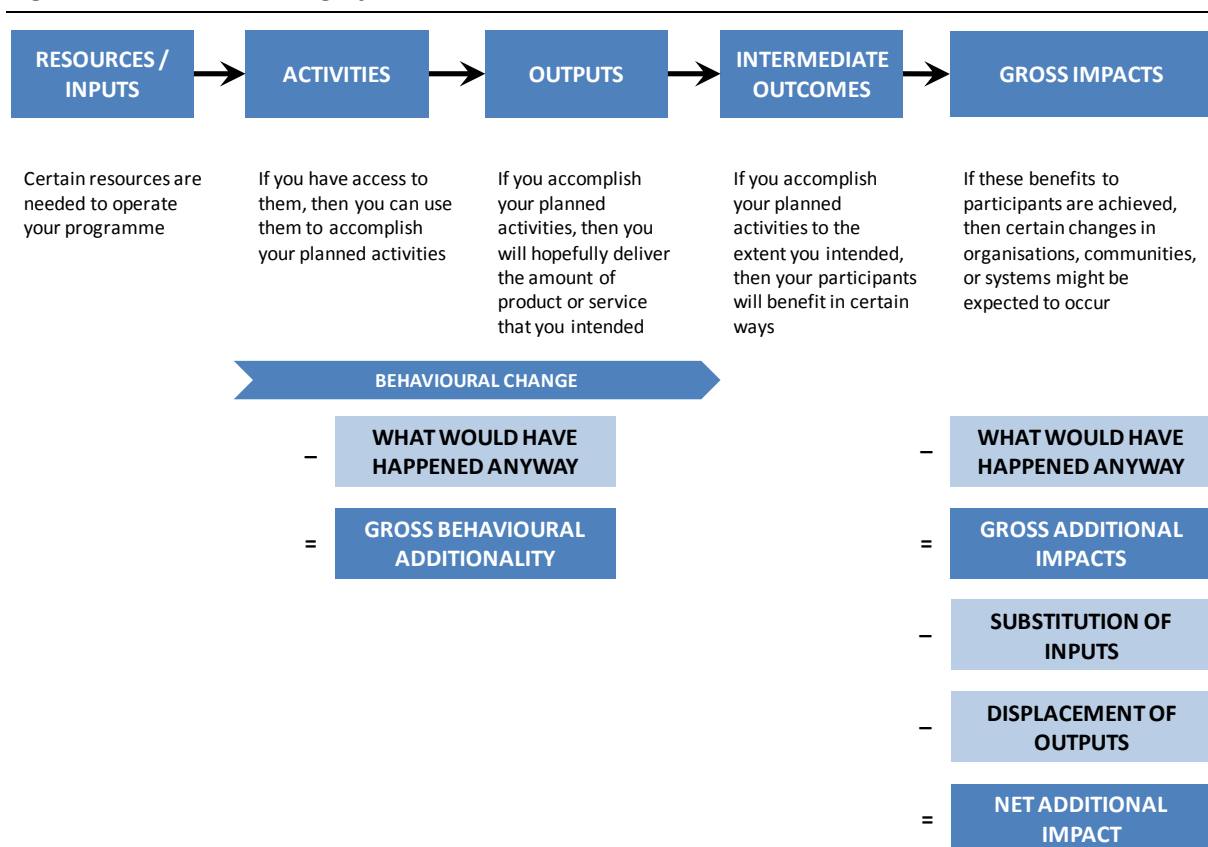 RESOURCES /
INPUTS
ACTIVITIES
OUTPUTS
INTERMEDIATE
OUTCOMES
GROSS IMPACTS
Certain resources are
needed to operate
your programme
If you have access to
them, then you can use
them to accomplish
your planned activities
If you accomplish
your planned
activities, then you
will hopefully deliver
the amount of
product or service
that you intended
If you accomplish
your planned
activities to the
extent you intended,
then your participants
will benefit in certain
ways
If these benefits to
participants are achieved,
then certain changes in
organisations, communities,
or systems might be
expected to occur
BEHAVIOURAL CHANGE
–
WHAT WOULD HAVE
HAPPENED ANYWAY
=
GROSS BEHAVIOURAL
ADDITIONALITY
–
WHAT WOULD HAVE
HAPPENED ANYWAY
=
GROSS ADDITIONAL
IMPACTS
–
SUBSTITUTION OF
INPUTS
–
DISPLACEMENT OF
OUTPUTS
=
NET ADDITIONAL
IMPACT